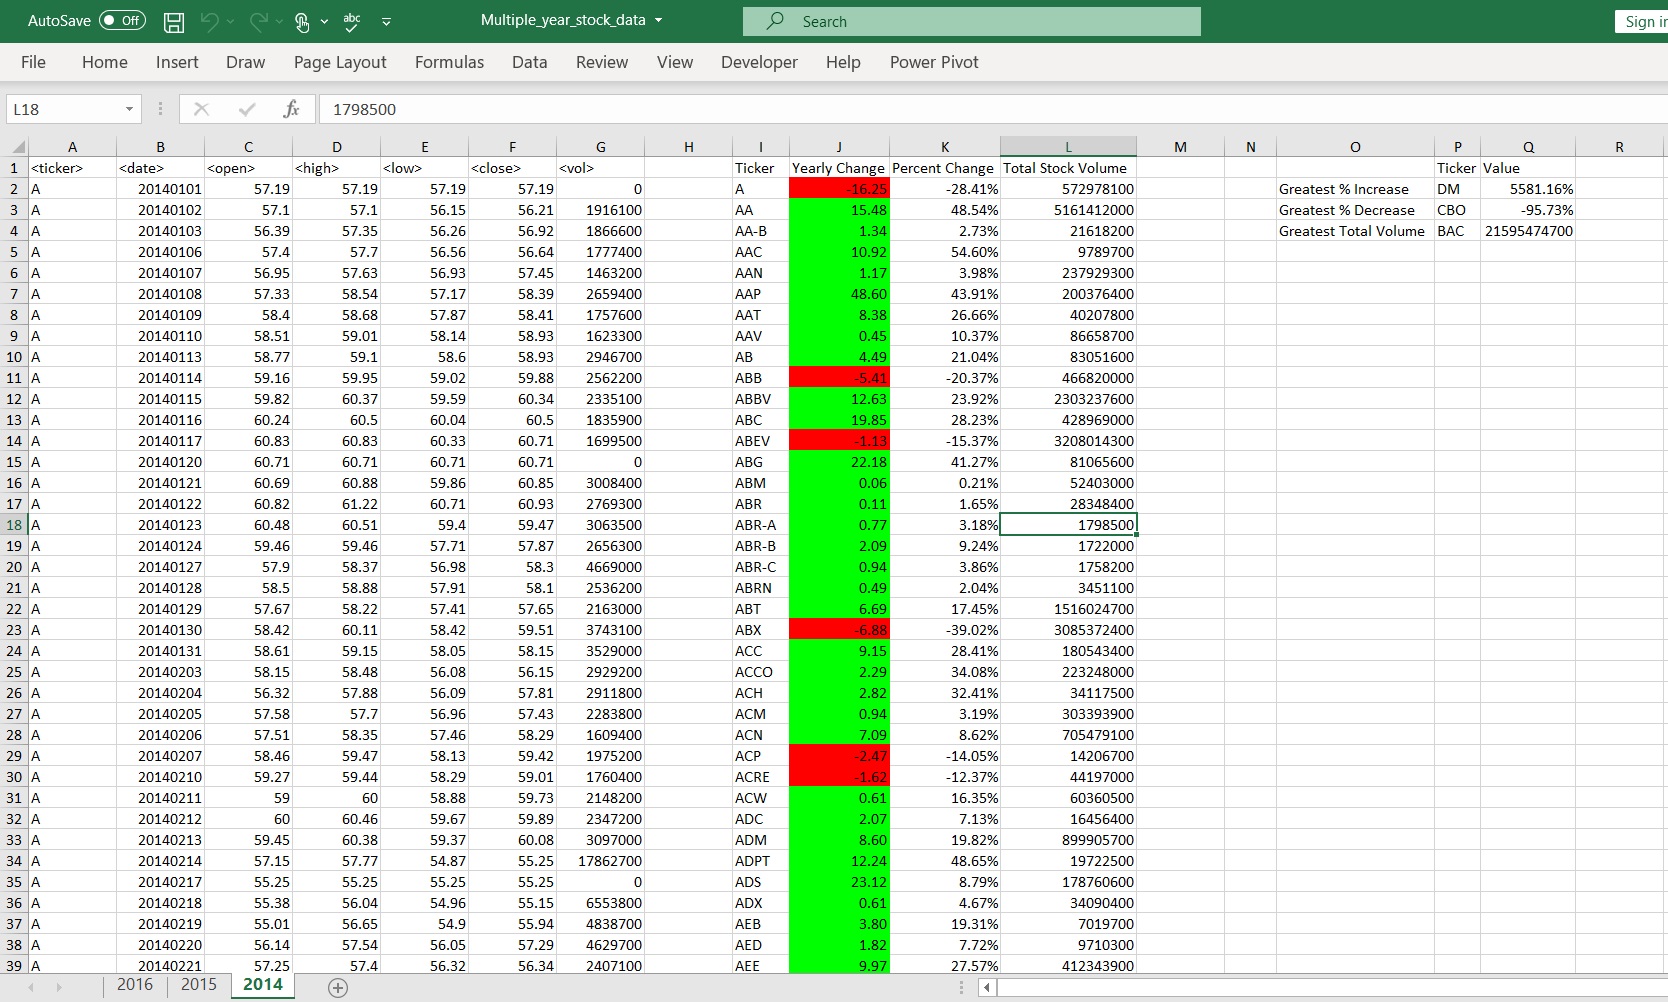 AutoSave Off Multiple_year_stock_data Search Sign in
File Home Insert Draw Page Layout Formulas Data Review View Developer Help Power Pivot
L18 fx 1798500
A B C D E F G H I J K L M N O P Q R
1 <ticker> <date> <open> <high> <low> <close> <vol> Ticker Yearly Change Percent Change Total Stock Volume Ticker Value
2 A 20140101 57.19 57.19 57.19 57.19 0 A -16.25 -28.41% 572978100 Greatest % Increase DM 5581.16%
3 A 20140102 57.1 57.1 56.15 56.21 1916100 AA 15.48 48.54% 5161412000 Greatest % Decrease CBO -95.73%
4 A 20140103 56.39 57.35 56.26 56.92 1866600 AA-B 1.34 2.73% 21618200 Greatest Total Volume BAC 21595474700
5 A 20140106 57.4 57.7 56.56 56.64 1777400 AAC 10.92 54.60% 9789700
6 A 20140107 56.95 57.63 56.93 57.45 1463200 AAN 1.17 3.98% 237929300
7 A 20140108 57.33 58.54 57.17 58.39 2659400 AAP 48.60 43.91% 200376400
8 A 20140109 58.4 58.68 57.87 58.41 1757600 AAT 8.38 26.66% 40207800
9 A 20140110 58.51 59.01 58.14 58.93 1623300 AAV 0.45 10.37% 86658700
10 A 20140113 58.77 59.1 58.6 58.93 2946700 AB 4.49 21.04% 83051600
11 A 20140114 59.16 59.95 59.02 59.88 2562200 ABB -5.41 -20.37% 466820000
12 A 20140115 59.82 60.37 59.59 60.34 2335100 ABBV 12.63 23.92% 2303237600
13 A 20140116 60.24 60.5 60.04 60.5 1835900 ABC 19.85 28.23% 428969000
14 A 20140117 60.83 60.83 60.33 60.71 1699500 ABEV -1.13 -15.37% 3208014300
15 A 20140120 60.71 60.71 60.71 60.71 0 ABG 22.18 41.27% 81065600
16 A 20140121 60.69 60.88 59.86 60.85 3008400 ABM 0.06 0.21% 52403000
17 A 20140122 60.82 61.22 60.71 60.93 2769300 ABR 0.11 1.65% 28348400
18 A 20140123 60.48 60.51 59.4 59.47 3063500 ABR-A 0.77 3.18% 1798500
19 A 20140124 59.46 59.46 57.71 57.87 2656300 ABR-B 2.09 9.24% 1722000
20 A 20140127 57.9 58.37 56.98 58.3 4669000 ABR-C 0.94 3.86% 1758200
21 A 20140128 58.5 58.88 57.91 58.1 2536200 ABRN 0.49 2.04% 3451100
22 A 20140129 57.67 58.22 57.41 57.65 2163000 ABT 6.69 17.45% 1516024700
23 A 20140130 58.42 60.11 58.42 59.51 3743100 ABX -6.88 -39.02% 3085372400
24 A 20140131 58.61 59.15 58.05 58.15 3529000 ACC 9.15 28.41% 180543400
25 A 20140203 58.15 58.48 56.08 56.15 2929200 ACCO 2.29 34.08% 223248000
26 A 20140204 56.32 57.88 56.09 57.81 2911800 ACH 2.82 32.41% 34117500
27 A 20140205 57.58 57.7 56.96 57.43 2283800 ACM 0.94 3.19% 303393900
28 A 20140206 57.51 58.35 57.46 58.29 1609400 ACN 7.09 8.62% 705479100
29 A 20140207 58.46 59.47 58.13 59.42 1975200 ACP -2.47 -14.05% 14206700
30 A 20140210 59.27 59.44 58.29 59.01 1760400 ACRE -1.62 -12.37% 44197000
31 A 20140211 59 60 58.88 59.73 2148200 ACW 0.61 16.35% 60360500
32 A 20140212 60 60.46 59.67 59.89 2347200 ADC 2.07 7.13% 16456400
33 A 20140213 59.45 60.38 59.37 60.08 3097000 ADM 8.60 19.82% 899905700
34 A 20140214 57.15 57.77 54.87 55.25 17862700 ADPT 12.24 48.65% 19722500
35 A 20140217 55.25 55.25 55.25 55.25 0 ADS 23.12 8.79% 178760600
36 A 20140218 55.38 56.04 54.96 55.15 6553800 ADX 0.61 4.67% 34090400
37 A 20140219 55.01 56.65 54.9 55.94 4838700 AEB 3.80 19.31% 7019700
38 A 20140220 56.14 57.54 56.05 57.29 4629700 AED 1.82 7.72% 9710300
39 A 20140221 57.25 57.4 56.32 56.34 2407100 AEE 9.97 27.57% 412343900
2016 2015 2014